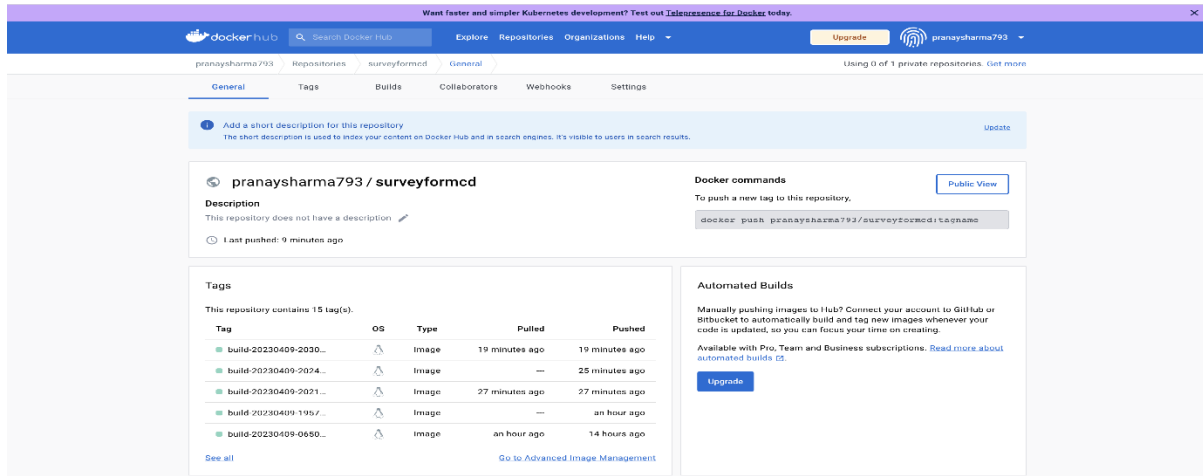 Want faster and simpler Kubernetes development? Test out Telepresence for Docker today.
dockerhub Search Docker Hub Explore Repositories Organizations Help Upgrade pranaysharma793
pranaysharma793 Repositories surveyformcd General Using 0 of 1 private repositories. Get more
General Tags Builds Collaborators Webhooks Settings
Add a short description for this repository Update
The short description is used to index your content on Docker Hub and in search engines. It's visible to users in search results.
pranaysharma793 / surveyformcd
Description
This repository does not have a description
Last pushed: 9 minutes ago
Docker commands
Public View
To push a new tag to this repository,
docker push pranaysharma793/surveyformcd:tagname
Tags
This repository contains 15 tag(s).
Tag OS Type Pulled Pushed
build-20230409-2030... Image 19 minutes ago 19 minutes ago
build-20230409-2024... Image --- 25 minutes ago
build-20230409-2021... Image 27 minutes ago 27 minutes ago
build-20230409-1957... Image --- an hour ago
build-20230409-0650... Image an hour ago 14 hours ago
See all Go to Advanced Image Management
Automated Builds
Manually pushing images to Hub? Connect your account to GitHub or
Bitbucket to automatically build and tag new images whenever your
code is updated, so you can focus your time on creating.
Available with Pro, Team and Business subscriptions. Read more about
automated builds.
Upgrade